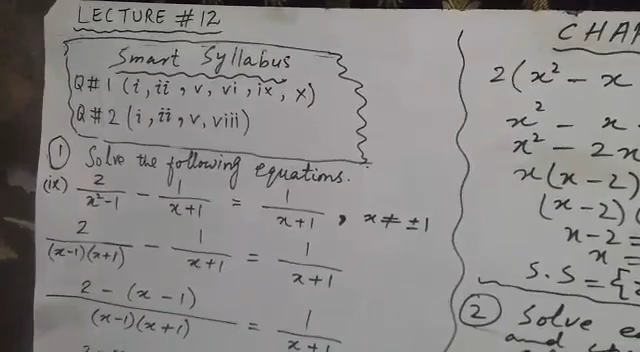 LECTURE #12
Smart Syllabus
Q#1 (i, ii, v, vi, ix, x)
Q#2 (i, ii, v, viii)
① Solve the following equations.
(ix) 2/(x²-1) - 1/(x+1) = 1/(x+1), x ≠ ±1
2/((x-1)(x+1)) - 1/(x+1) = 1/(x+1)
(2 - (x-1))/((x-1)(x+1)) = 1/(x+1)
2(x² - x
x² - x
x² - 2x
x(x-2)
(x-2)(
x-2=
x =
S.S = {
② Solve
and